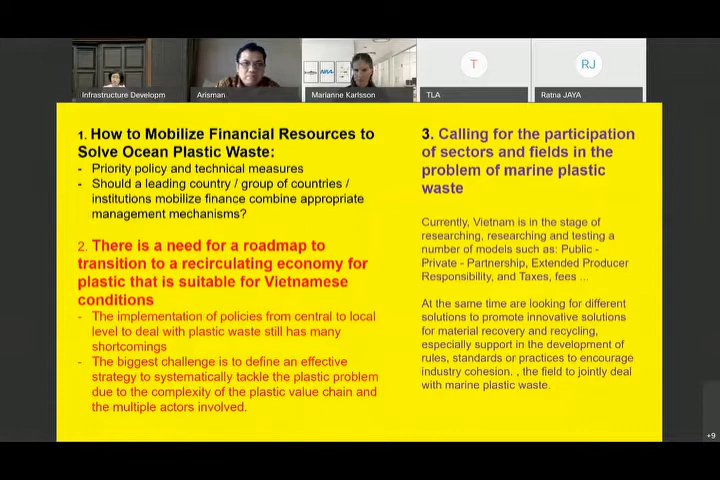 T
RJ
Infrastructure Developm
Arisman
Marianne Karlsson
TLA
Ratna JAYA
1. How to Mobilize Financial Resources to
Solve Ocean Plastic Waste:
- Priority policy and technical measures
- Should a leading country / group of countries /
institutions mobilize finance combine appropriate
management mechanisms?
2. There is a need for a roadmap to
transition to a recirculating economy for
plastic that is suitable for Vietnamese
conditions
- The implementation of policies from central to local
level to deal with plastic waste still has many
shortcomings
- The biggest challenge is to define an effective
strategy to systematically tackle the plastic problem
due to the complexity of the plastic value chain and
the multiple actors involved.
3. Calling for the participation
of sectors and fields in the
problem of marine plastic
waste
Currently, Vietnam is in the stage of
researching, researching and testing a
number of models such as: Public -
Private - Partnership, Extended Producer
Responsibility, and Taxes, fees ...
At the same time are looking for different
solutions to promote innovative solutions
for material recovery and recycling,
especially support in the development of
rules, standards or practices to encourage
industry cohesion. , the field to jointly deal
with marine plastic waste.
+9